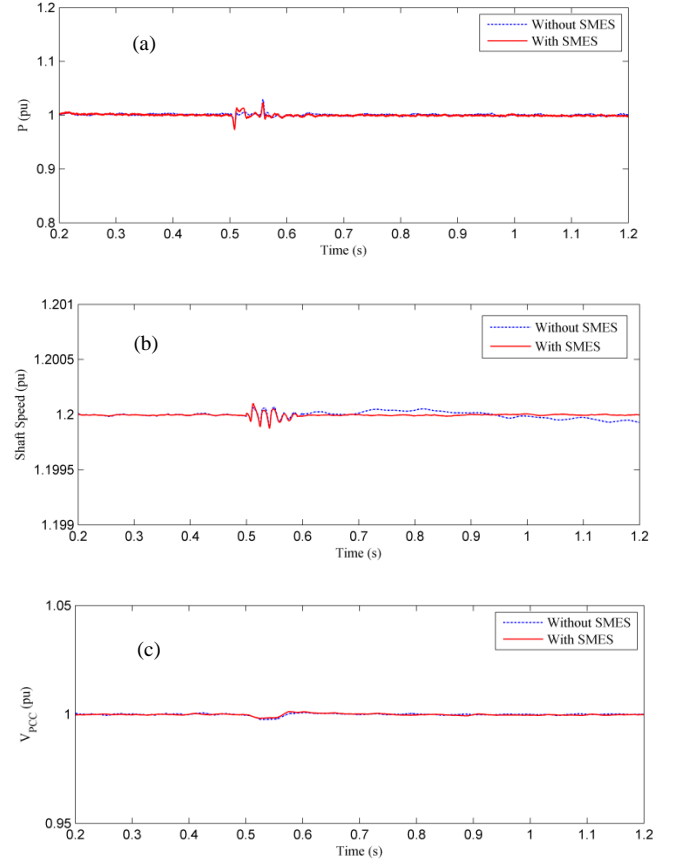 1.2
(a)
Without SMES
With SMES
1.1
P (pu)
1
0.9
0.8
0.2 0.3 0.4 0.5 0.6 0.7 0.8 0.9 1 1.1 1.2
Time (s)
1.201
(b)
Without SMES
With SMES
1.2005
Shaft Speed (pu)
1.2
1.1995
1.199
0.2 0.3 0.4 0.5 0.6 0.7 0.8 0.9 1 1.1 1.2
Time (s)
1.05
(c)
Without SMES
With SMES
V_PCC (pu)
1
0.95
0.2 0.3 0.4 0.5 0.6 0.7 0.8 0.9 1 1.1 1.2
Time (s)